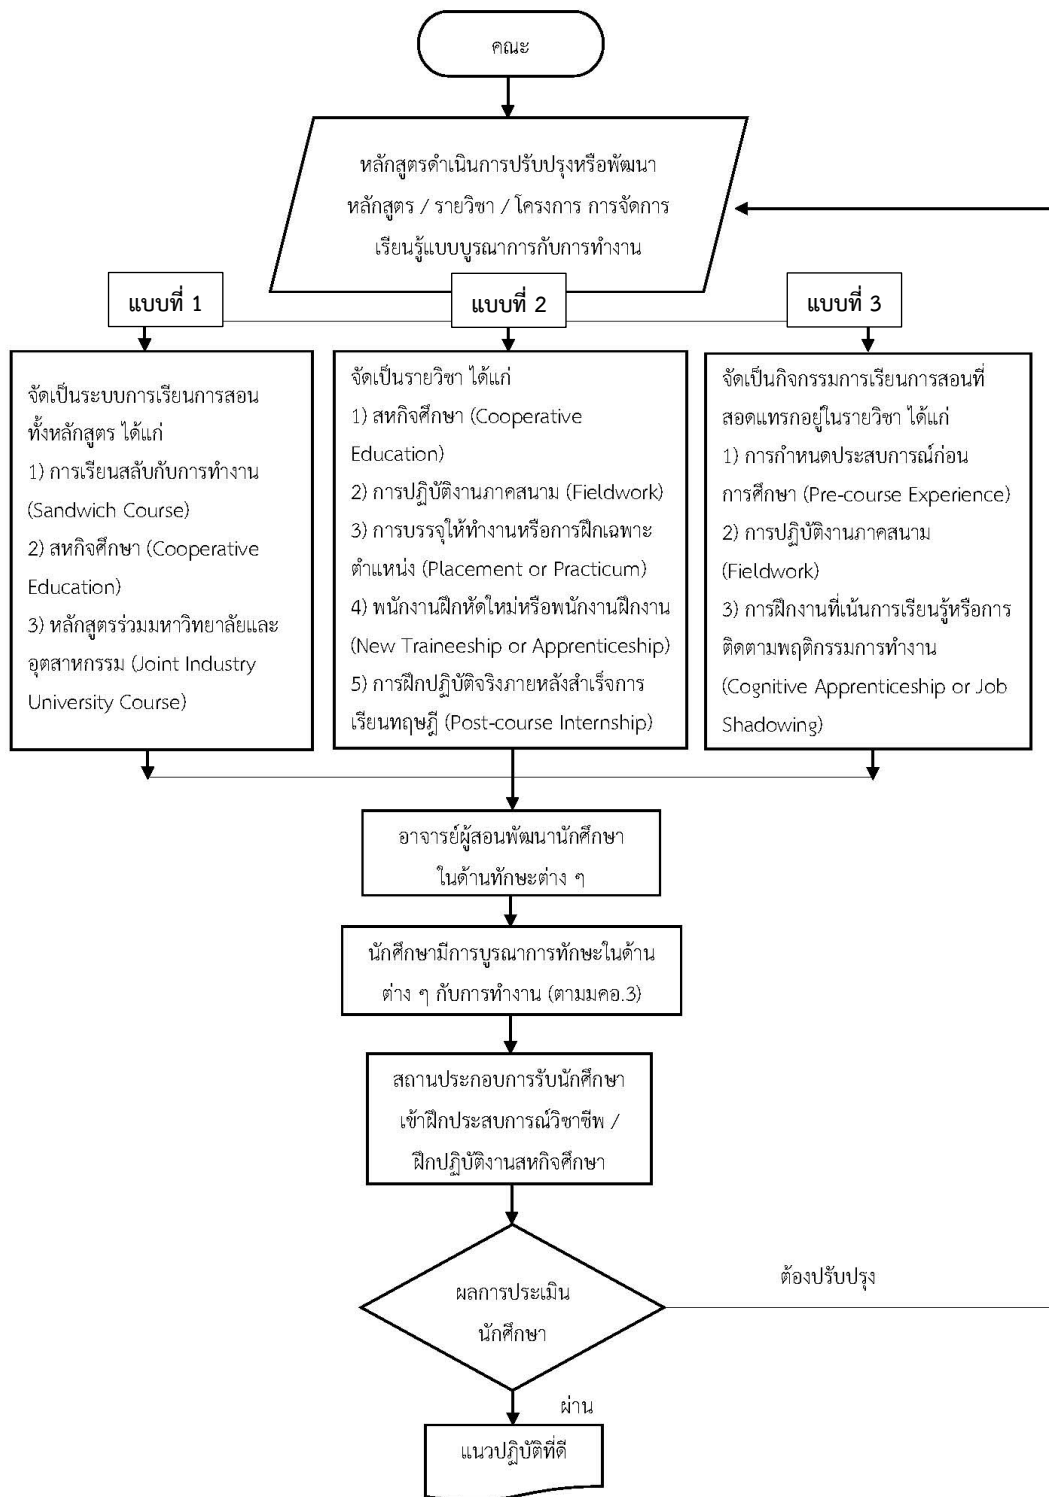 คณะ
หลักสูตรดำเนินการปรับปรุงหรือพัฒนา
หลักสูตร / รายวิชา / โครงการ การจัดการ
เรียนรู้แบบบูรณาการกับการทำงาน
แบบที่ 1
แบบที่ 2
แบบที่ 3
จัดเป็นระบบการเรียนการสอน
ทั้งหลักสูตร ได้แก่
1) การเรียนสลับกับการทำงาน
(Sandwich Course)
2) สหกิจศึกษา (Cooperative
Education)
3) หลักสูตรร่วมมหาวิทยาลัยและ
อุตสาหกรรม (Joint Industry
University Course)
จัดเป็นรายวิชา ได้แก่
1) สหกิจศึกษา (Cooperative
Education)
2) การปฏิบัติงานภาคสนาม (Fieldwork)
3) การบรรจุให้ทำงานหรือการฝึกเฉพาะ
ตำแหน่ง (Placement or Practicum)
4) พนักงานฝึกหัดใหม่หรือพนักงานฝึกงาน
(New Traineeship or Apprenticeship)
5) การฝึกปฏิบัติจริงภายหลังสำเร็จการ
เรียนทฤษฎี (Post-course Internship)
จัดเป็นกิจกรรมการเรียนการสอนที่
สอดแทรกอยู่ในรายวิชา ได้แก่
1) การกำหนดประสบการณ์ก่อน
การศึกษา (Pre-course Experience)
2) การปฏิบัติงานภาคสนาม
(Fieldwork)
3) การฝึกงานที่เน้นการเรียนรู้หรือการ
ติดตามพฤติกรรมการทำงาน
(Cognitive Apprenticeship or Job
Shadowing)
อาจารย์ผู้สอนพัฒนานักศึกษา
ในด้านทักษะต่าง ๆ
นักศึกษามีการบูรณาการทักษะในด้าน
ต่าง ๆ กับการทำงาน (ตามมคอ.3)
สถานประกอบการรับนักศึกษา
เข้าฝึกประสบการณ์วิชาชีพ /
ฝึกปฏิบัติงานสหกิจศึกษา
ผลการประเมิน
นักศึกษา
ต้องปรับปรุง
ผ่าน
แนวปฏิบัติที่ดี